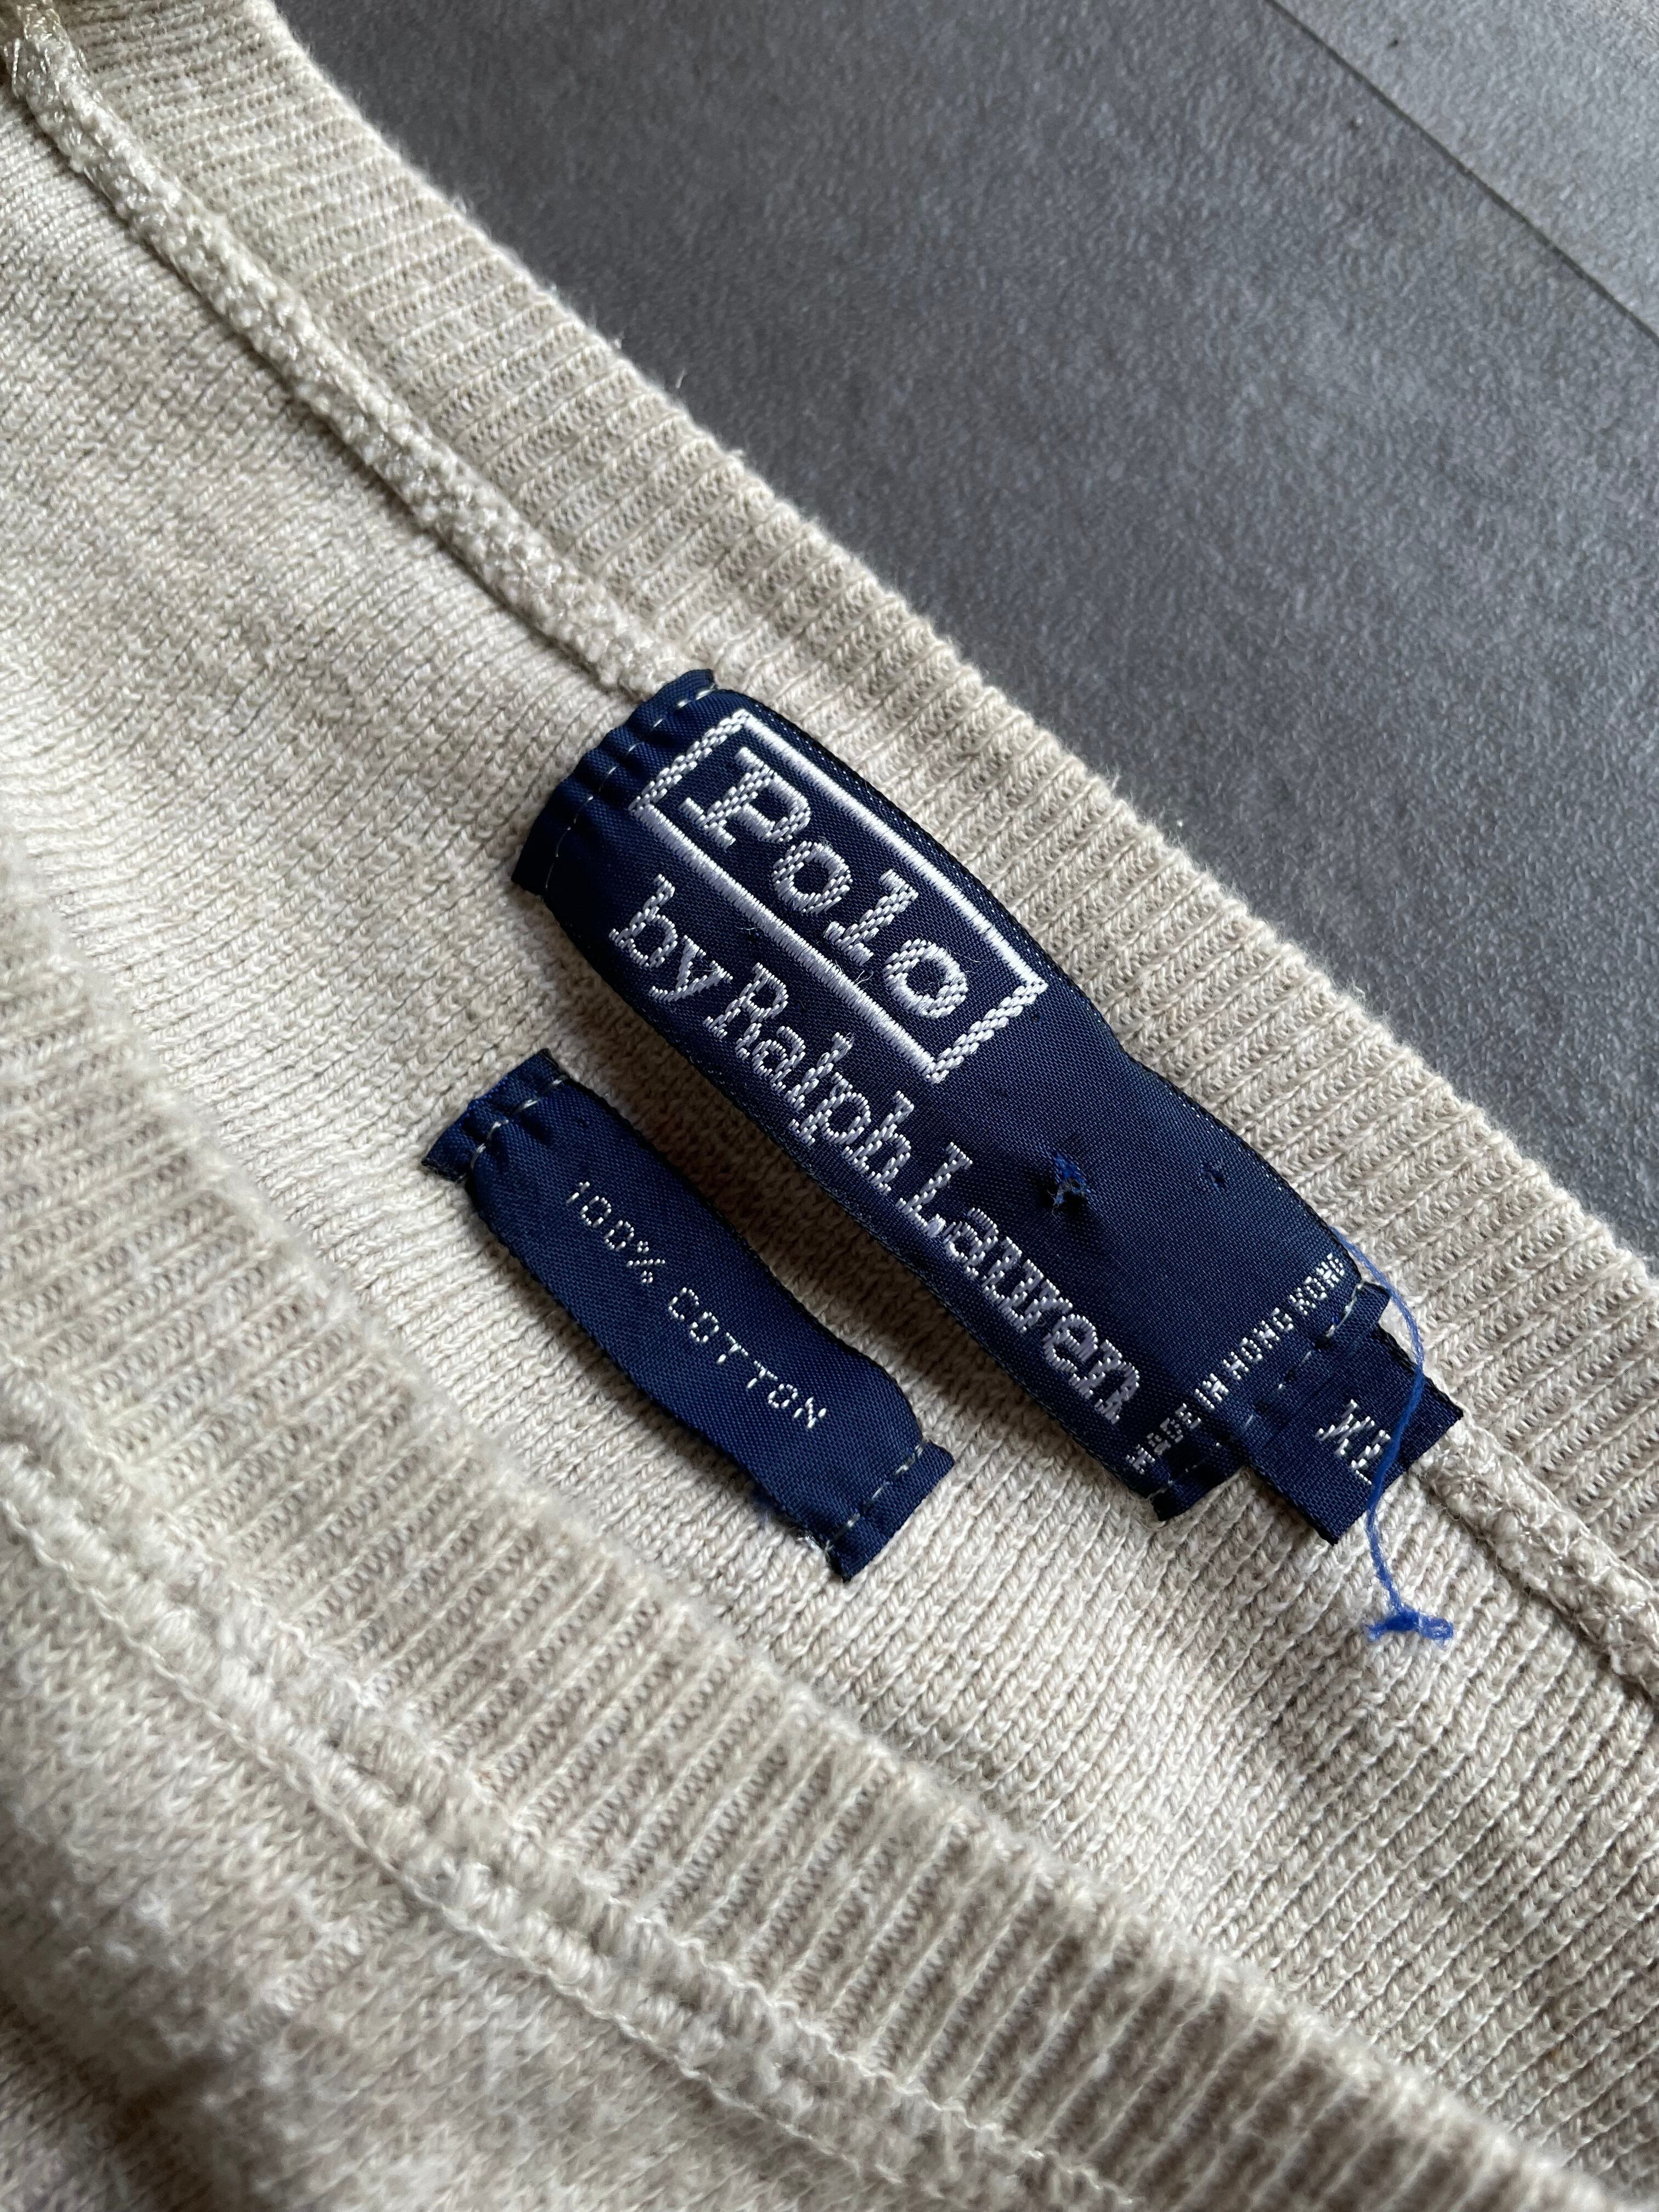 Polo
by Ralph Lauren
MADE IN HONG KONG
100% COTTON